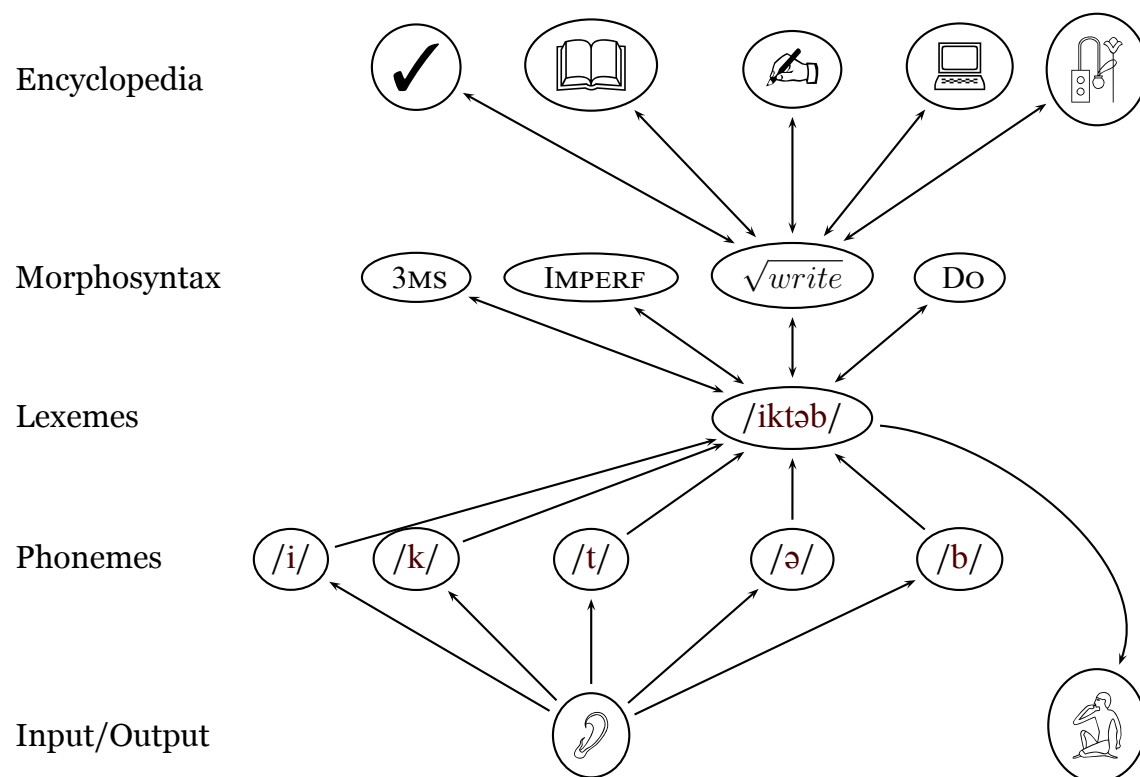 Encyclopedia
Morphosyntax
3MS
IMPERF
√write
DO
Lexemes
/iktəb/
Phonemes
/i/
/k/
/t/
/ə/
/b/
Input/Output